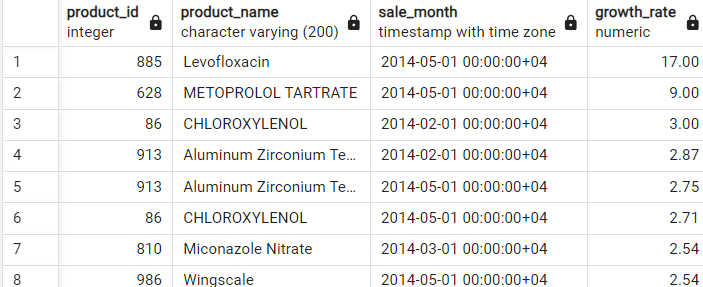 product_id product_name sale_month growth_rate
integer character varying (200) timestamp with time zone numeric
1 885 Levofloxacin 2014-05-01 00:00:00+04 17.00
2 628 METOPROLOL TARTRATE 2014-05-01 00:00:00+04 9.00
3 86 CHLOROXYLENOL 2014-02-01 00:00:00+04 3.00
4 913 Aluminum Zirconium Te... 2014-02-01 00:00:00+04 2.87
5 913 Aluminum Zirconium Te... 2014-05-01 00:00:00+04 2.75
6 86 CHLOROXYLENOL 2014-05-01 00:00:00+04 2.71
7 810 Miconazole Nitrate 2014-03-01 00:00:00+04 2.54
8 986 Wingscale 2014-05-01 00:00:00+04 2.54